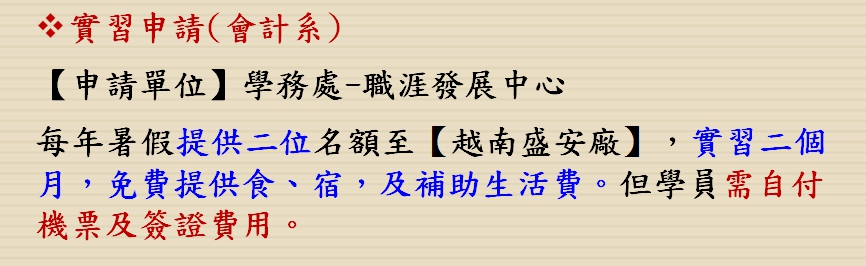 ❖實習申請(會計系)
【申請單位】學務處-職涯發展中心
每年暑假提供二位名額至【越南盛安廠】，實習二個
月，免費提供食、宿，及補助生活費。但學員需自付
機票及簽證費用。